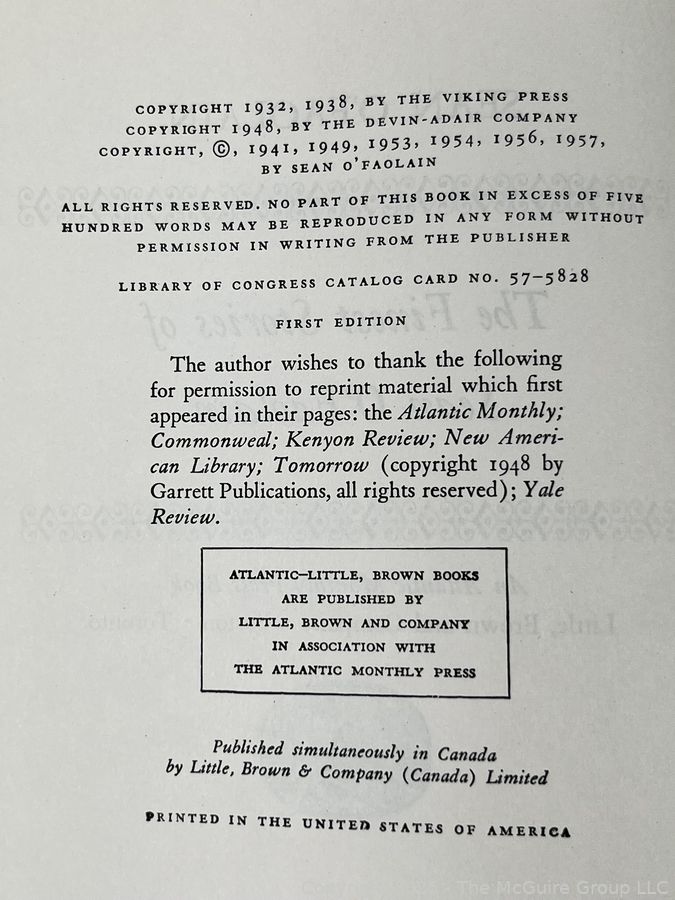 COPYRIGHT 1932, 1938, BY THE VIKING PRESS
COPYRIGHT 1948, BY THE DEVIN-ADAIR COMPANY
COPYRIGHT, ©, 1941, 1949, 1953, 1954, 1956, 1957,
BY SEAN O'FAOLAIN
ALL RIGHTS RESERVED. NO PART OF THIS BOOK IN EXCESS OF FIVE
HUNDRED WORDS MAY BE REPRODUCED IN ANY FORM WITHOUT
PERMISSION IN WRITING FROM THE PUBLISHER
LIBRARY OF CONGRESS CATALOG CARD NO. 57–5828
FIRST EDITION
The author wishes to thank the following
for permission to reprint material which first
appeared in their pages: the Atlantic Monthly;
Commonweal; Kenyon Review; New Ameri-
can Library; Tomorrow (copyright 1948 by
Garrett Publications, all rights reserved); Yale
Review.
ATLANTIC–LITTLE, BROWN BOOKS
ARE PUBLISHED BY
LITTLE, BROWN AND COMPANY
IN ASSOCIATION WITH
THE ATLANTIC MONTHLY PRESS
Published simultaneously in Canada
by Little, Brown & Company (Canada) Limited
PRINTED IN THE UNITED STATES OF AMERICA
The McGuire Group LLC